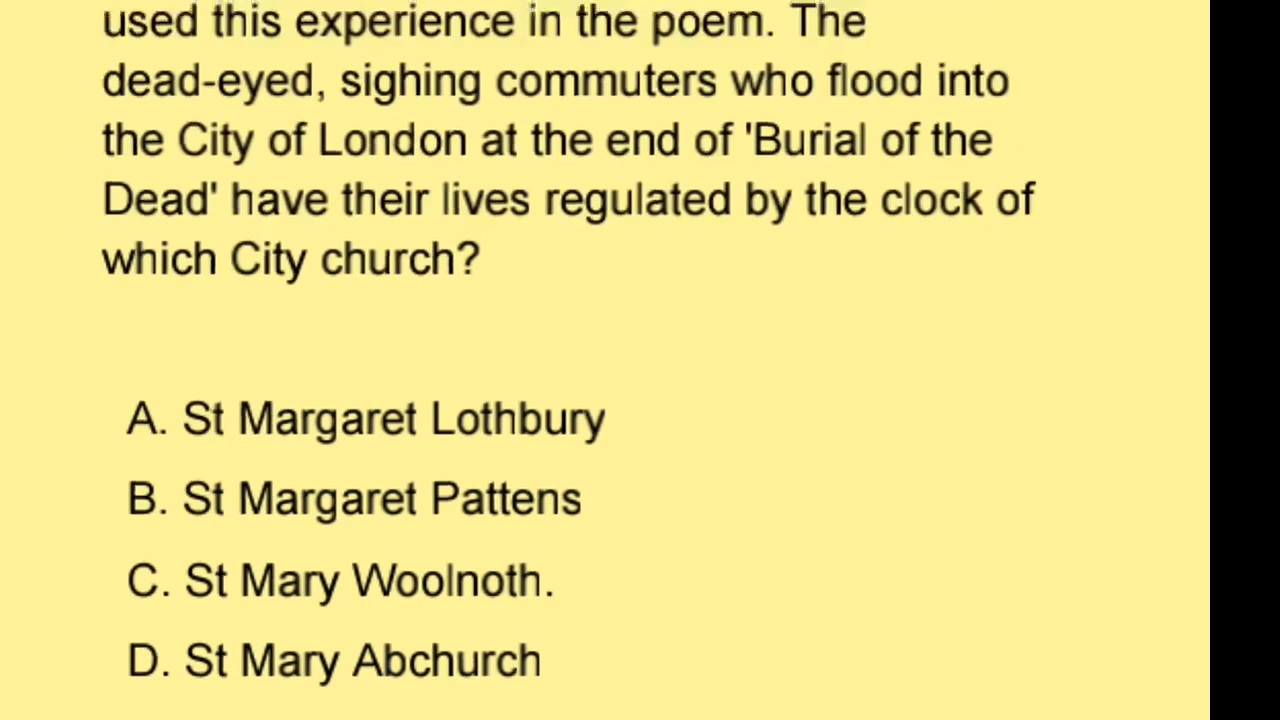 used this experience in the poem. The
dead-eyed, sighing commuters who flood into
the City of London at the end of 'Burial of the
Dead' have their lives regulated by the clock of
which City church?
A. St Margaret Lothbury
B. St Margaret Pattens
C. St Mary Woolnoth.
D. St Mary Abchurch